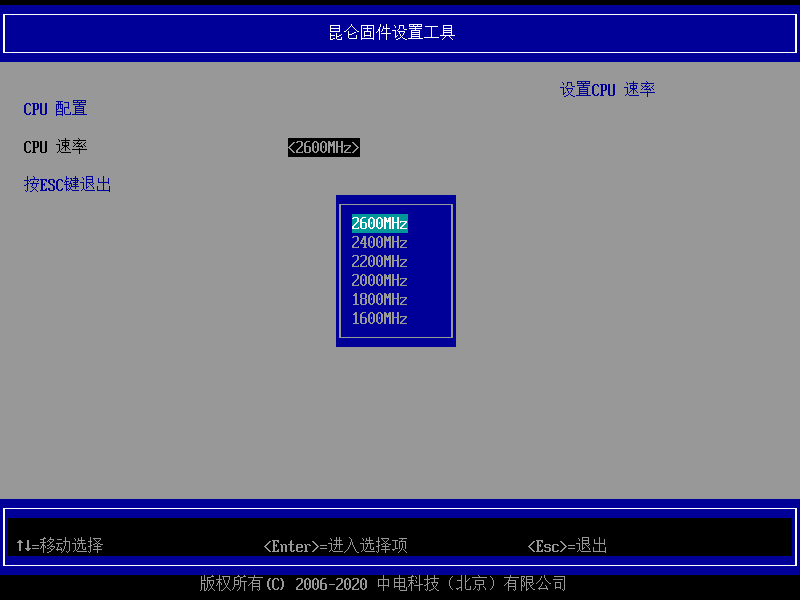 昆仑固件设置工具
设置CPU 速率
CPU 配置
CPU 速率 <2600MHz>
按ESC键退出
2600MHz
2400MHz
2200MHz
2000MHz
1800MHz
1600MHz
↑↓=移动选择 <Enter>=进入选择项 <Esc>=退出
版权所有(C) 2006-2020 中电科技（北京）有限公司